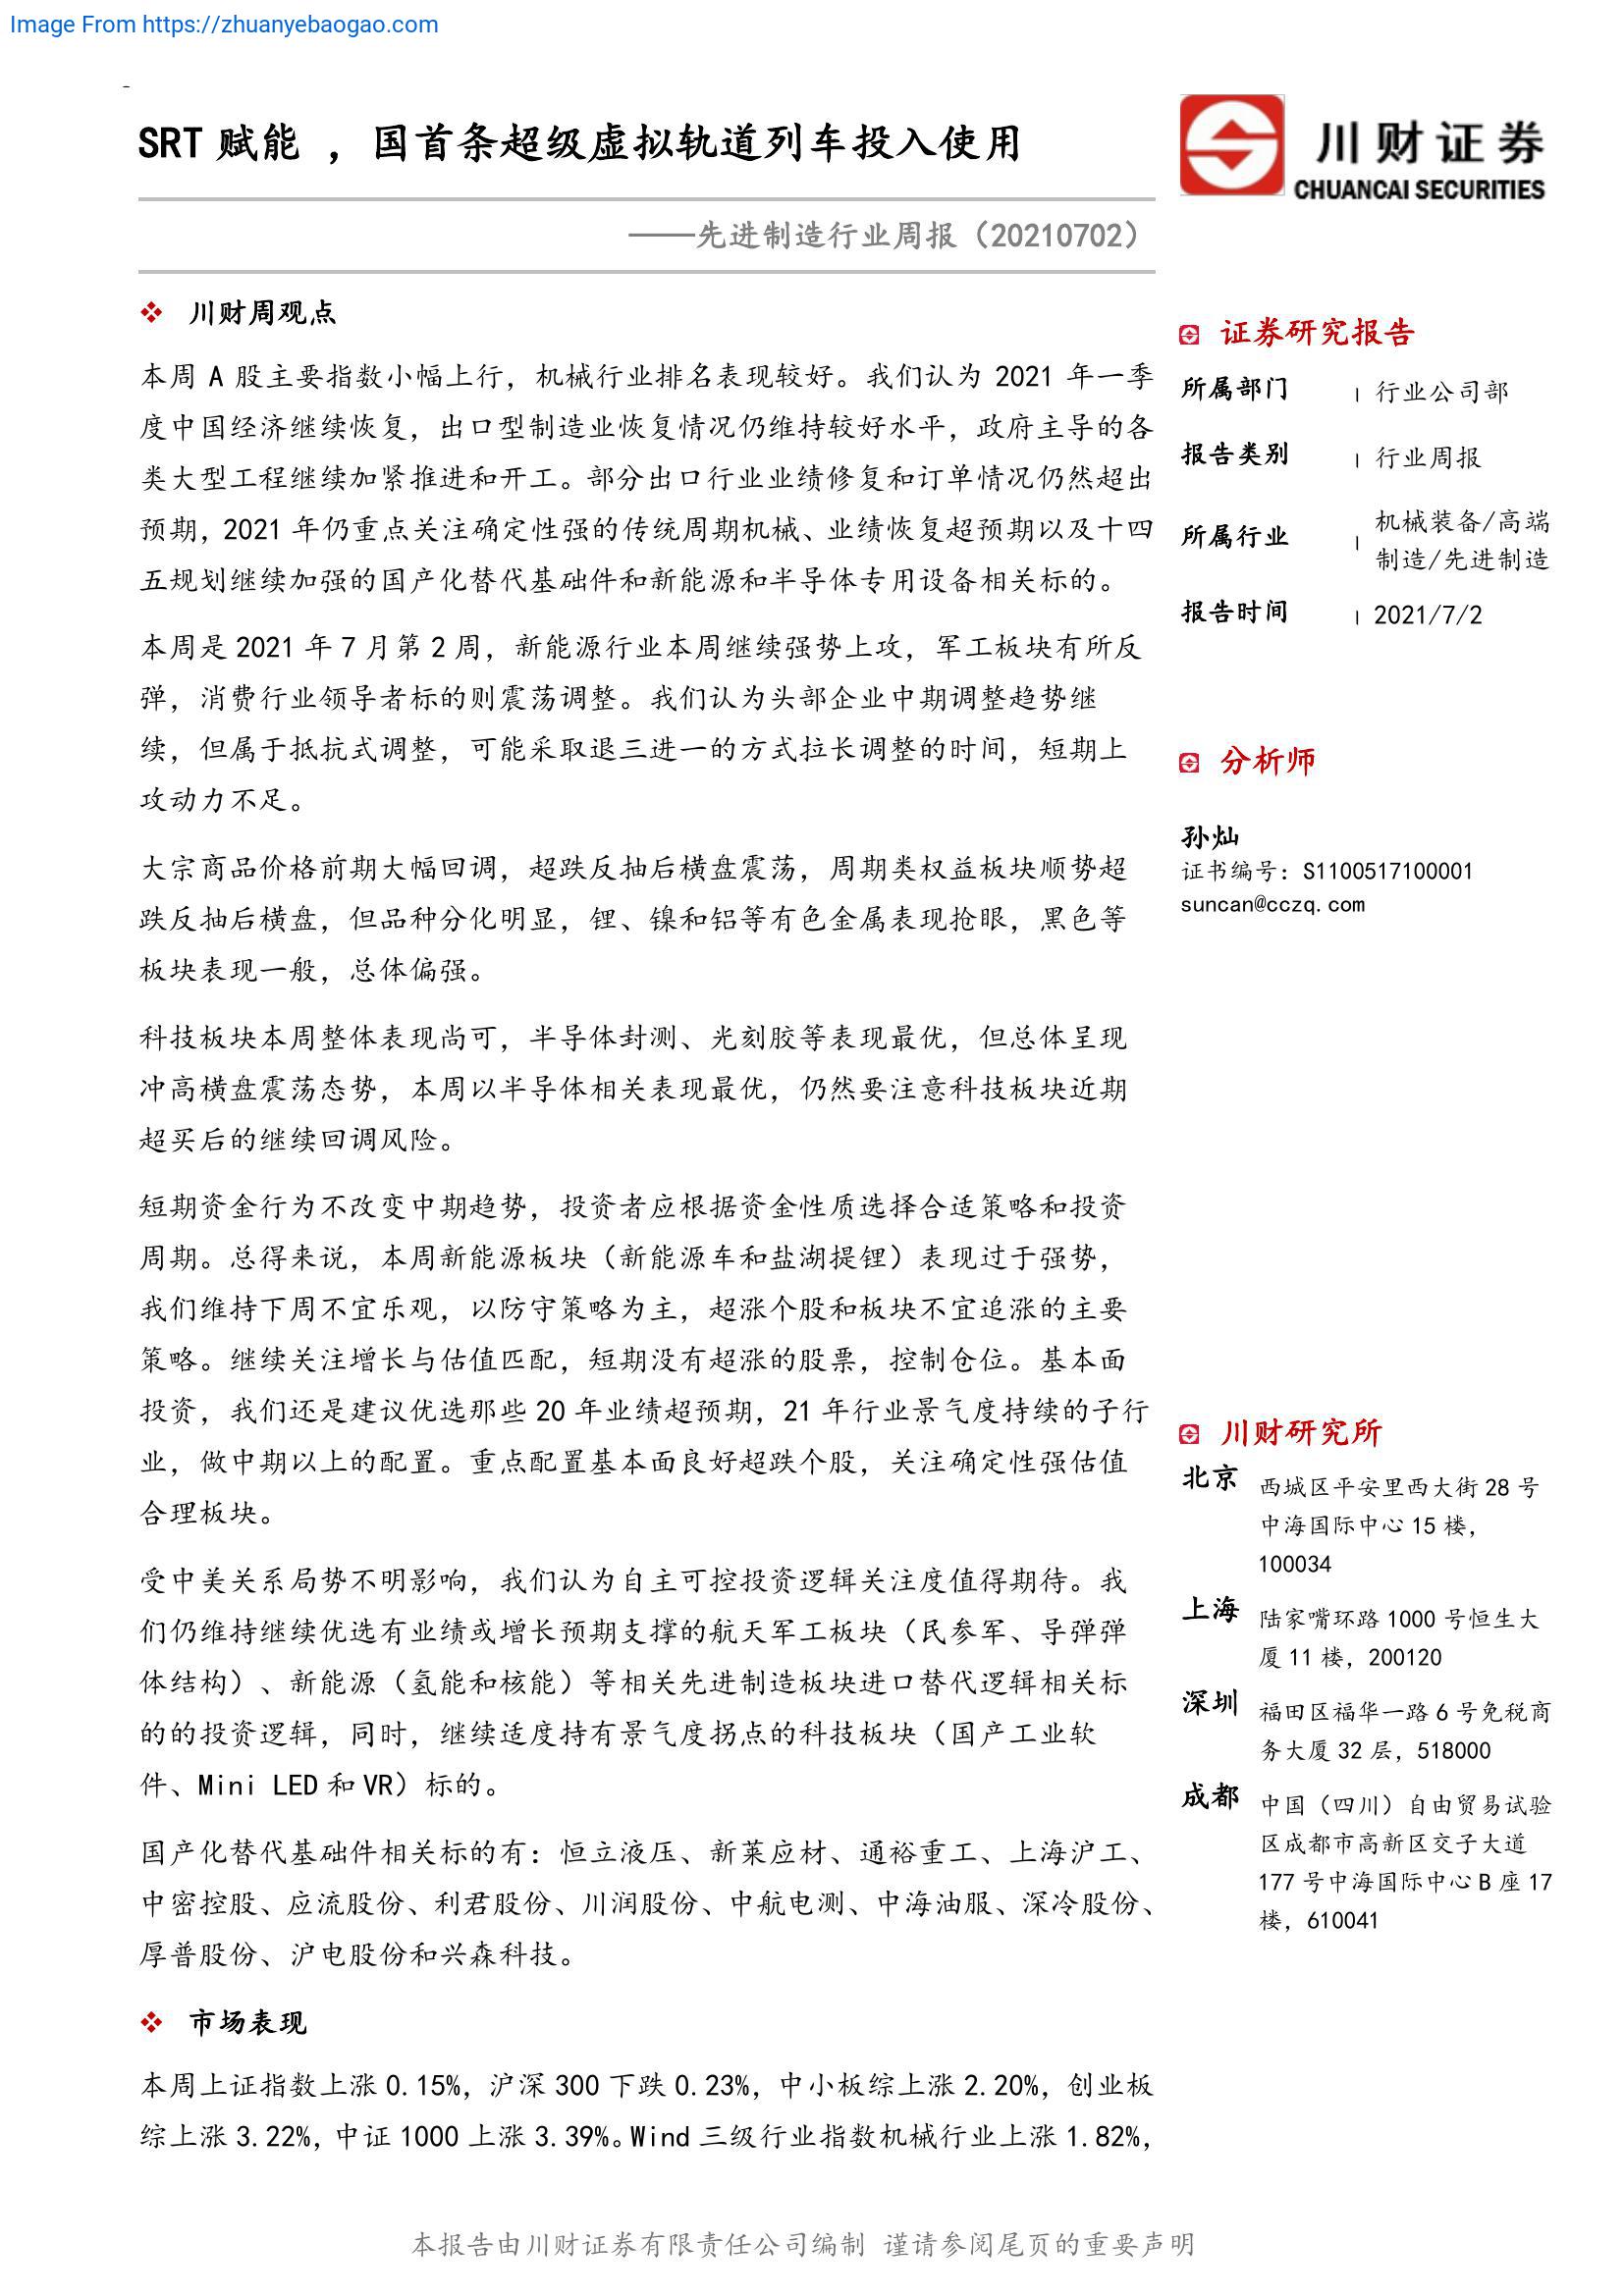 Image From https://zhuanyebaogao.com
SRT 赋能 ，国首条超级虚拟轨道列车投入使用
——先进制造行业周报（20210702）
川财证券
CHUANCAI SECURITIES
❖ 川财周观点
本周 A 股主要指数小幅上行，机械行业排名表现较好。我们认为 2021 年一季
度中国经济继续恢复，出口型制造业恢复情况仍维持较好水平，政府主导的各
类大型工程继续加紧推进和开工。部分出口行业业绩修复和订单情况仍然超出
预期，2021 年仍重点关注确定性强的传统周期机械、业绩恢复超预期以及十四
五规划继续加强的国产化替代基础件和新能源和半导体专用设备相关标的。
本周是 2021 年 7 月第 2 周，新能源行业本周继续强势上攻，军工板块有所反
弹，消费行业领导者标的则震荡调整。我们认为头部企业中期调整趋势继
续，但属于抵抗式调整，可能采取退三进一的方式拉长调整的时间，短期上
攻动力不足。
大宗商品价格前期大幅回调，超跌反抽后横盘震荡，周期类权益板块顺势超
跌反抽后横盘，但品种分化明显，锂、镍和铝等有色金属表现抢眼，黑色等
板块表现一般，总体偏强。
科技板块本周整体表现尚可，半导体封测、光刻胶等表现最优，但总体呈现
冲高横盘震荡态势，本周以半导体相关表现最优，仍然要注意科技板块近期
超买后的继续回调风险。
短期资金行为不改变中期趋势，投资者应根据资金性质选择合适策略和投资
周期。总得来说，本周新能源板块（新能源车和盐湖提锂）表现过于强势，
我们维持下周不宜乐观，以防守策略为主，超涨个股和板块不宜追涨的主要
策略。继续关注增长与估值匹配，短期没有超涨的股票，控制仓位。基本面
投资，我们还是建议优选那些 20 年业绩超预期，21 年行业景气度持续的子行
业，做中期以上的配置。重点配置基本面良好超跌个股，关注确定性强估值
合理板块。
受中美关系局势不明影响，我们认为自主可控投资逻辑关注度值得期待。我
们仍维持继续优选有业绩或增长预期支撑的航天军工板块（民参军、导弹弹
体结构）、新能源（氢能和核能）等相关先进制造板块进口替代逻辑相关标
的的投资逻辑，同时，继续适度持有景气度拐点的科技板块（国产工业软
件、Mini LED 和 VR）标的。
国产化替代基础件相关标的有：恒立液压、新莱应材、通裕重工、上海沪工、
中密控股、应流股份、利君股份、川润股份、中航电测、中海油服、深冷股份、
厚普股份、沪电股份和兴森科技。
❖ 市场表现
本周上证指数上涨 0.15%，沪深 300 下跌 0.23%，中小板综上涨 2.20%，创业板
综上涨 3.22%，中证 1000 上涨 3.39%。Wind 三级行业指数机械行业上涨 1.82%，
证券研究报告
所属部门 | 行业公司部
报告类别 | 行业周报
所属行业 | 机械装备/高端
制造/先进制造
报告时间 | 2021/7/2
分析师
孙灿
证书编号：S1100517100001
suncan@cczq.com
川财研究所
北京 西城区平安里西大街 28 号
中海国际中心 15 楼，
100034
上海 陆家嘴环路 1000 号恒生大
厦 11 楼，200120
深圳 福田区福华一路 6 号免税商
务大厦 32 层，518000
成都 中国（四川）自由贸易试验
区成都市高新区交子大道
177 号中海国际中心 B 座 17
楼，610041
本报告由川财证券有限责任公司编制 谨请参阅尾页的重要声明